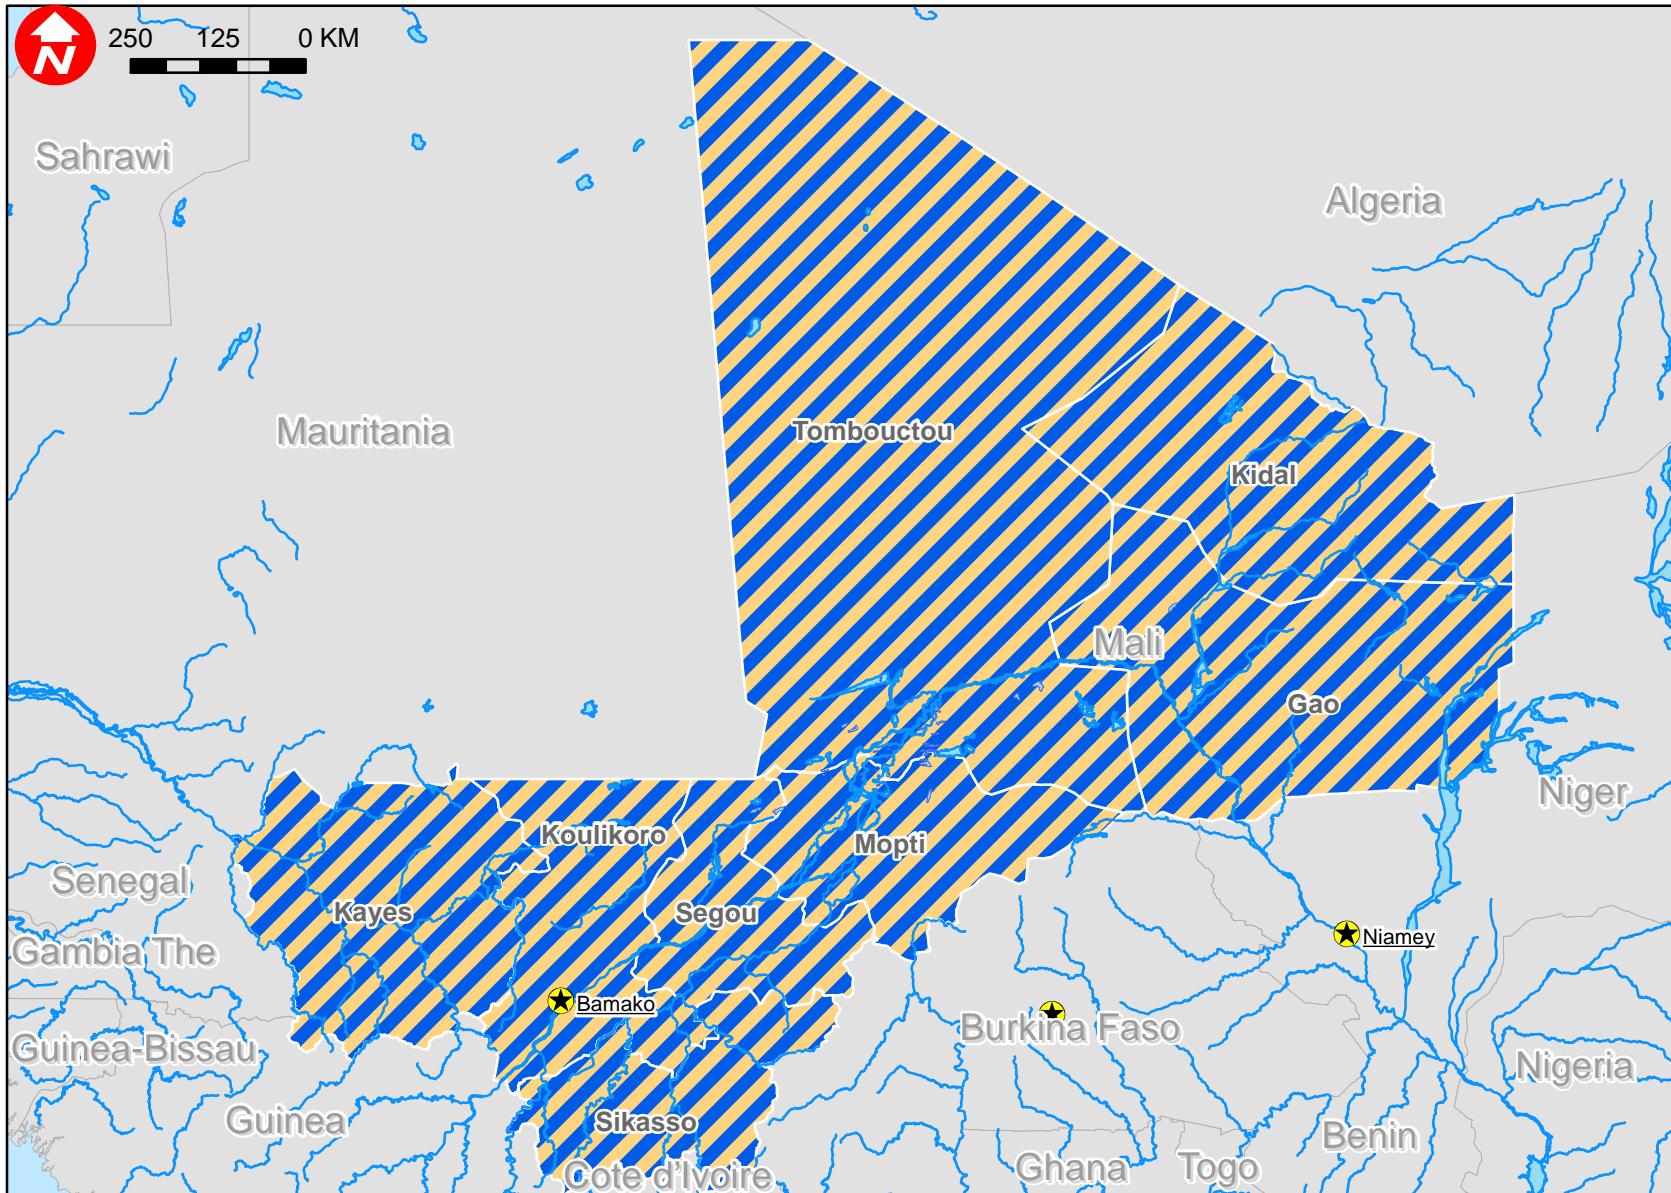 N
250 125 0 KM
Sahrawi
Algeria
Mauritania
Tombouctou
Kidal
Mali
Gao
Niger
Koulikoro
Mopti
Senegal
Kayes
Segou
Gambia The
Niamey
Bamako
Burkina Faso
Guinea-Bissau
Nigeria
Guinea
Sikasso
Benin
Cote d'Ivoire
Ghana
Togo